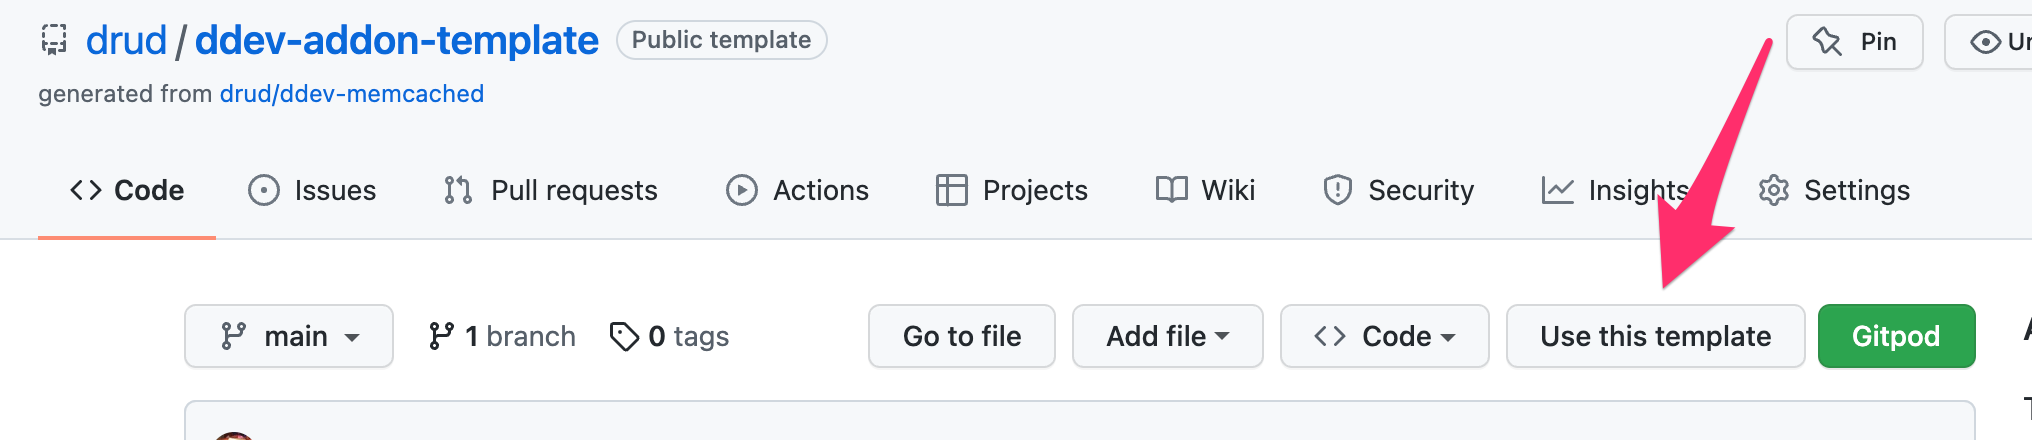 drud / ddev-addon-template Public template Pin
generated from drud/ddev-memcached
Code Issues Pull requests Actions Projects Wiki Security Insights Settings
main 1 branch 0 tags Go to file Add file Code Use this template Gitpod